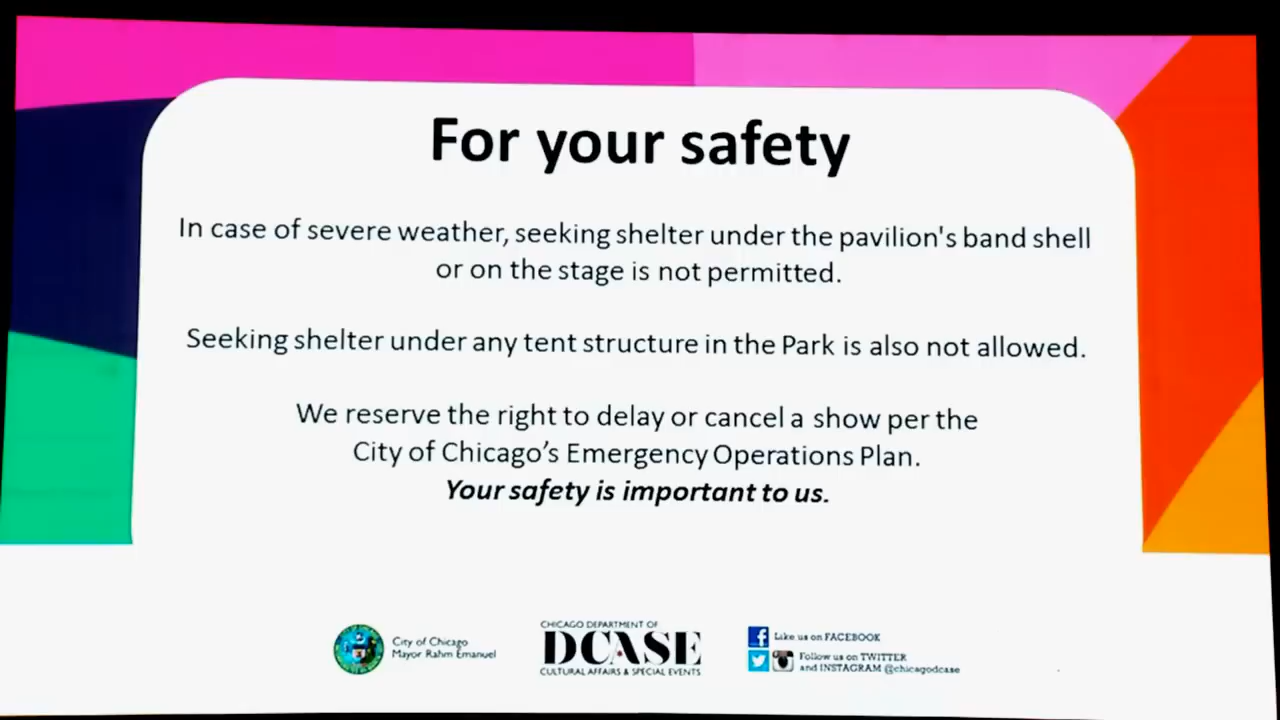 For your safety
In case of severe weather, seeking shelter under the pavilion's band shell
or on the stage is not permitted.
Seeking shelter under any tent structure in the Park is also not allowed.
We reserve the right to delay or cancel a show per the
City of Chicago’s Emergency Operations Plan.
Your safety is important to us.
City of Chicago
Mayor Rahm Emanuel
CHICAGO DEPARTMENT OF
DCASE
CULTURAL AFFAIRS & SPECIAL EVENTS
Like us on FACEBOOK
Follow us on TWITTER
and INSTAGRAM @chicagodcase